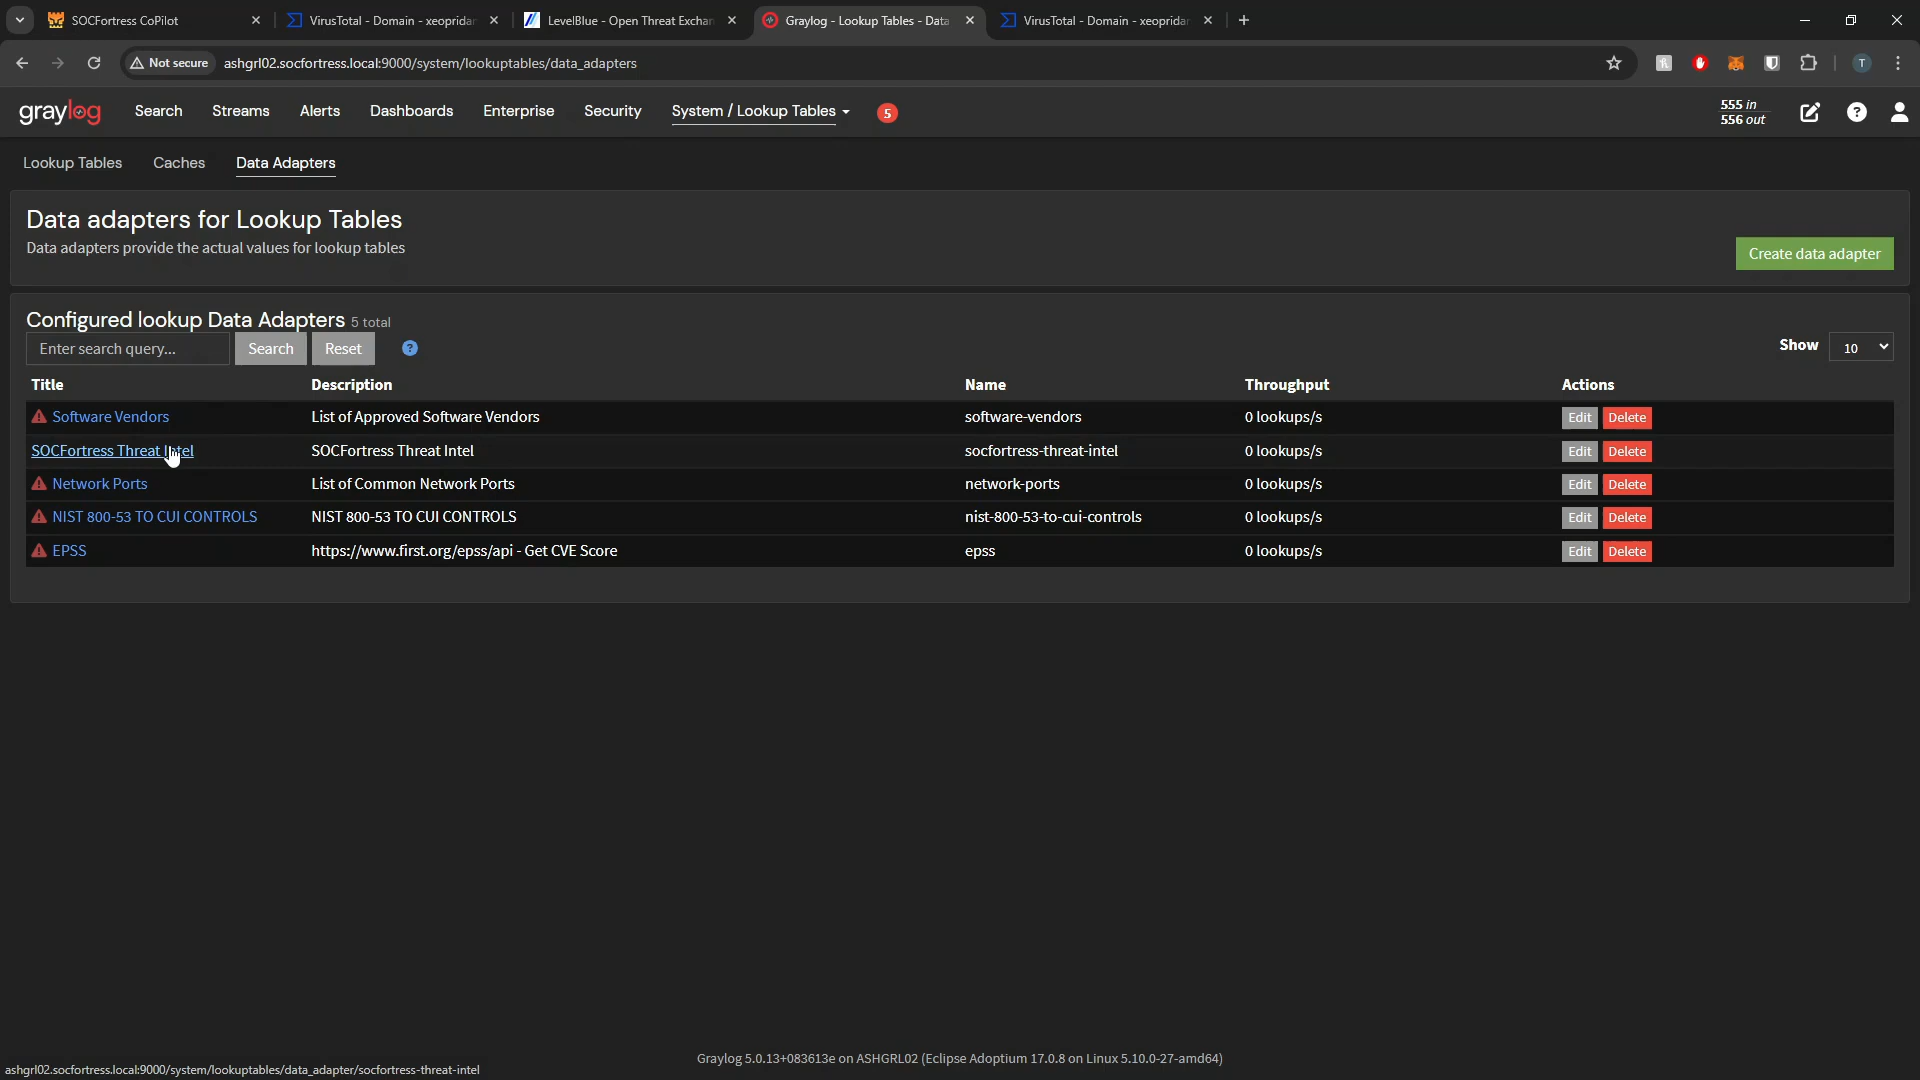 SOCFortress CoPilot
VirusTotal - Domain - xeopridar
LevelBlue - Open Threat Exchan
Graylog - Lookup Tables - Data
VirusTotal - Domain - xeopridar
Not secure
ashgrl02.socfortress.local:9000/system/lookuptables/data_adapters
T
graylog
Search
Streams
Alerts
Dashboards
Enterprise
Security
System / Lookup Tables
5
555 in
556 out
Lookup Tables
Caches
Data Adapters
Data adapters for Lookup Tables
Data adapters provide the actual values for lookup tables
Create data adapter
Configured lookup Data Adapters 5 total
Enter search query...
Search
Reset
?
Show
10
Title Description Name Throughput Actions
Software Vendors List of Approved Software Vendors software-vendors 0 lookups/s Edit Delete
SOCFortress Threat Intel SOCFortress Threat Intel socfortress-threat-intel 0 lookups/s Edit Delete
Network Ports List of Common Network Ports network-ports 0 lookups/s Edit Delete
NIST 800-53 TO CUI CONTROLS NIST 800-53 TO CUI CONTROLS nist-800-53-to-cui-controls 0 lookups/s Edit Delete
EPSS https://www.first.org/epss/api - Get CVE Score epss 0 lookups/s Edit Delete
Graylog 5.0.13+083613e on ASHGRL02 (Eclipse Adoptium 17.0.8 on Linux 5.10.0-27-amd64)
ashgrl02.socfortress.local:9000/system/lookuptables/data_adapter/socfortress-threat-intel